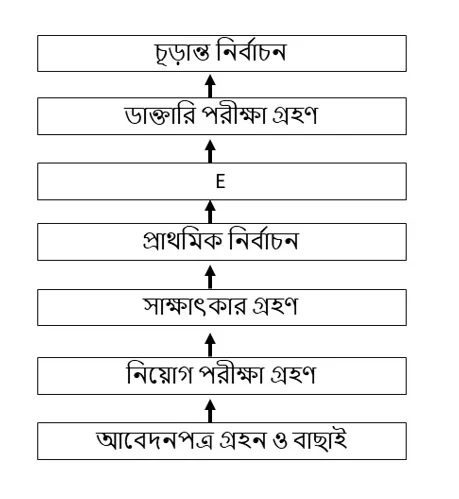 চূড়ান্ত নির্বাচন
ডাক্তারি পরীক্ষা গ্রহণ
E
প্রাথমিক নির্বাচন
সাক্ষাৎকার গ্রহণ
নিয়োগ পরীক্ষা গ্রহণ
আবেদনপত্র গ্রহন ও বাছাই